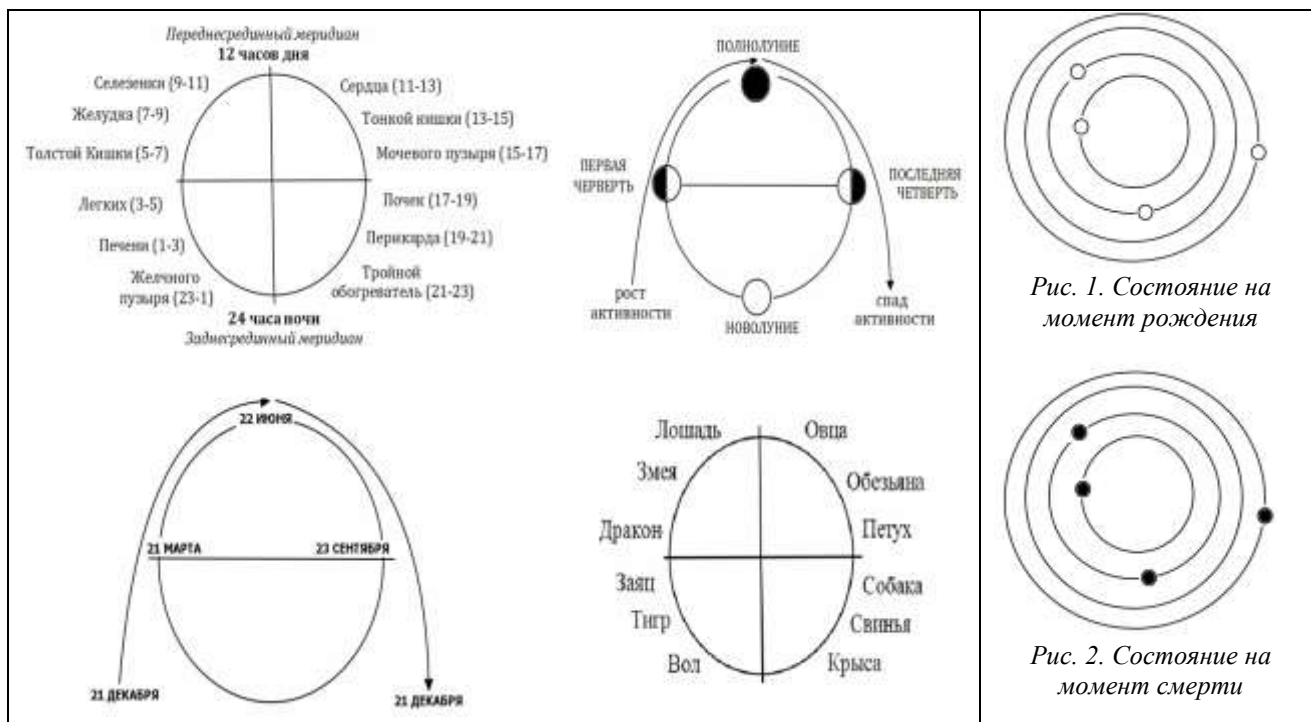 Переднесрединный меридиан
12 часов дня
Селезенки (9-11)
Сердца (11-13)
Желудка (7-9)
Тонкой кишки (13-15)
Толстой Кишки (5-7)
Мочевого пузыря (15-17)
Легких (3-5)
Почек (17-19)
Печени (1-3)
Перикарда (19-21)
Желчного
пузыря (23-1)
Тройной
обогреватель (21-23)
24 часа ночи
Заднесрединный меридиан
ПОЛНОЛУНИЕ
ПЕРВАЯ
ЧЕРВЕРТЬ
ПОСЛЕДНЯЯ
ЧЕТВЕРТЬ
рост
активности
НОВОЛУНИЕ
спад
активности
Рис. 1. Состояние на
момент рождения
22 ИЮНЯ
21 МАРТА
23 СЕНТЯБРЯ
21 ДЕКАБРЯ
21 ДЕКАБРЯ
Лошадь
Овца
Змея
Обезьяна
Дракон
Петух
Заяц
Собака
Тигр
Свинья
Вол
Крыса
Рис. 2. Состояние на
момент смерти